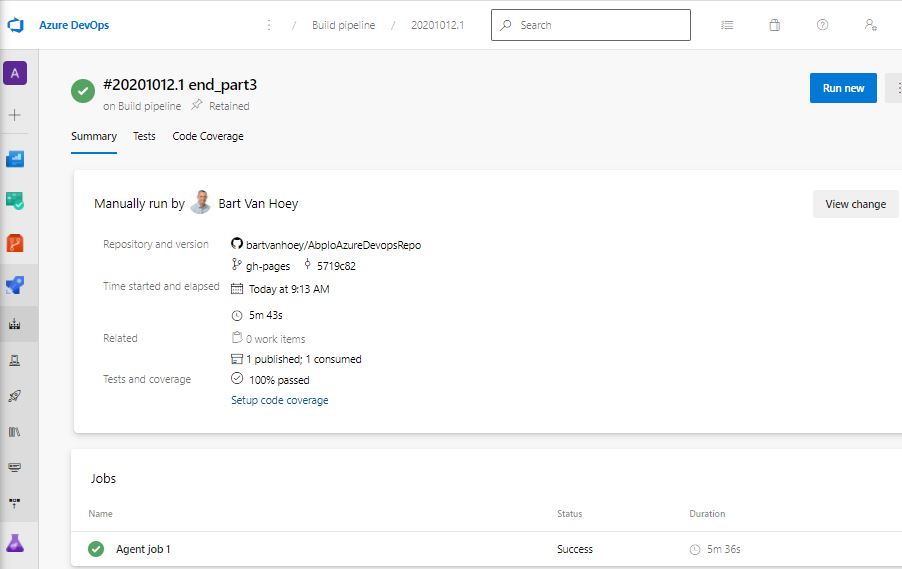 Azure DevOps / Build pipeline / 20201012.1 Search
A
#20201012.1 end_part3
on Build pipeline Retained
Run new
Summary Tests Code Coverage
Manually run by Bart Van Hoey
View change
Repository and version bartvanhoey/AbpIoAzureDevopsRepo
gh-pages 5719c82
Time started and elapsed Today at 9:13 AM
5m 43s
Related 0 work items
1 published; 1 consumed
Tests and coverage 100% passed
Setup code coverage
Jobs
Name Status Duration
Agent job 1 Success 5m 36s